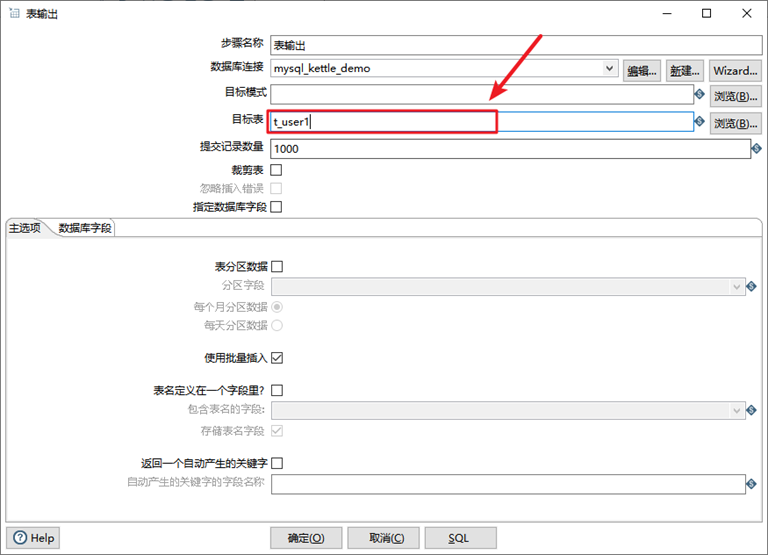 表输出
步骤名称 表输出
数据库连接 mysql_kettle_demo 编辑... 新建... Wizard...
目标模式 浏览(B)...
目标表 t_user1 浏览(B)...
提交记录数量 1000
裁剪表
忽略插入错误
指定数据库字段
主选项 数据库字段
表分区数据
分区字段
每个月分区数据
每天分区数据
使用批量插入
表名定义在一个字段里?
包含表名的字段:
存储表名字段
返回一个自动产生的关键字
自动产生的关键字的字段名称
Help 确定(O) 取消(C) SQL